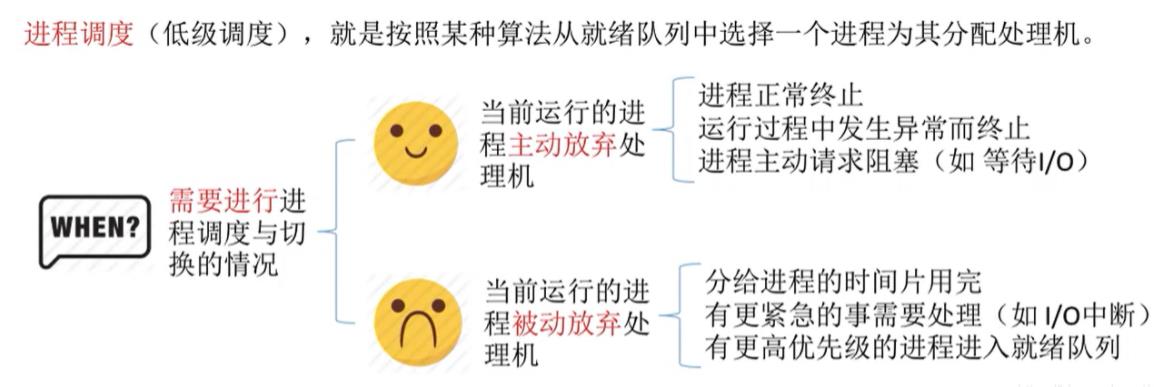 进程调度（低级调度），就是按照某种算法从就绪队列中选择一个进程为其分配处理机。
WHEN?
需要进行进
程调度与切
换的情况
当前运行的进
程主动放弃处
理机
进程正常终止
运行过程中发生异常而终止
进程主动请求阻塞（如 等待I/O）
当前运行的进
程被动放弃处
理机
分给进程的时间片用完
有更紧急的事需要处理（如 I/O中断）
有更高优先级的进程进入就绪队列